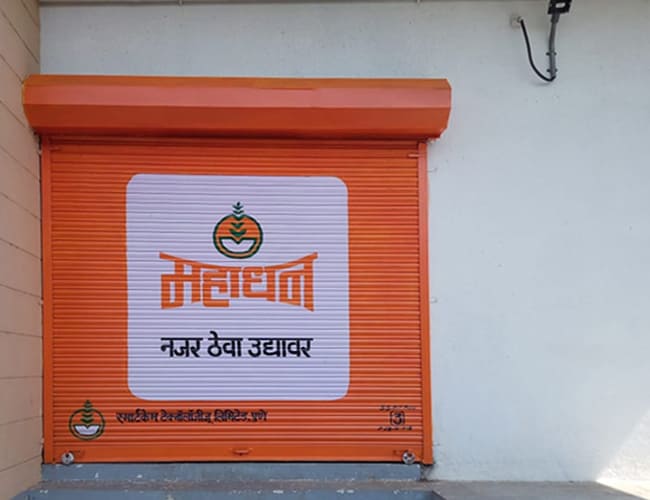 महाधन
नजर ठेवा उद्यावर
स्मार्टकेम टेक्नॉलॉजीज् लिमिटेड, पुणे